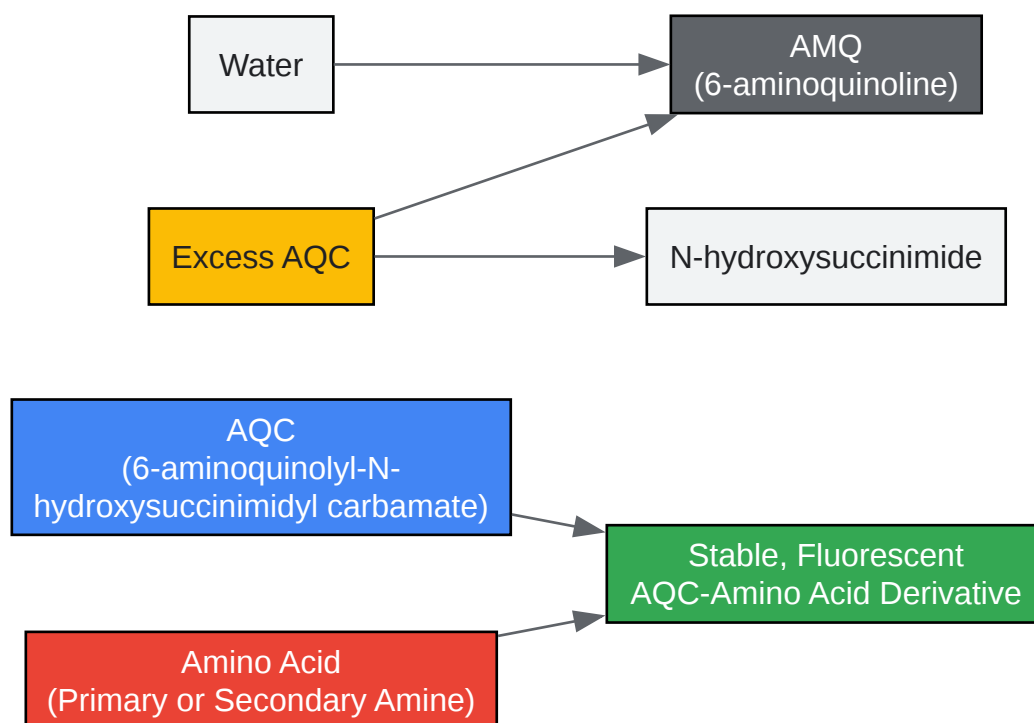 Water
AMQ
(6-aminoquinoline)
Excess AQC
N-hydroxysuccinimide
AQC
(6-aminoquinolyl-N-
hydroxysuccinimidyl carbamate)
Stable, Fluorescent
AQC-Amino Acid Derivative
Amino Acid
(Primary or Secondary Amine)